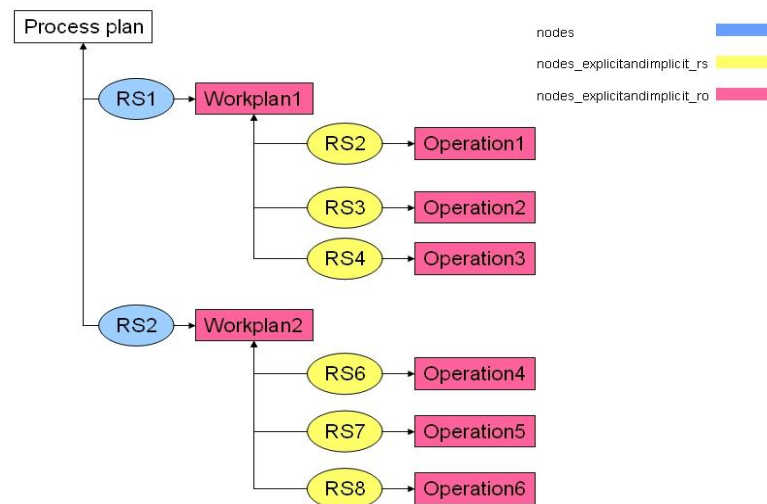 Process plan
nodes
nodes_explicitandimplicit_rs
nodes_explicitandimplicit_ro
RS1
Workplan1
RS2
Operation1
RS3
Operation2
RS4
Operation3
RS2
Workplan2
RS6
Operation4
RS7
Operation5
RS8
Operation6